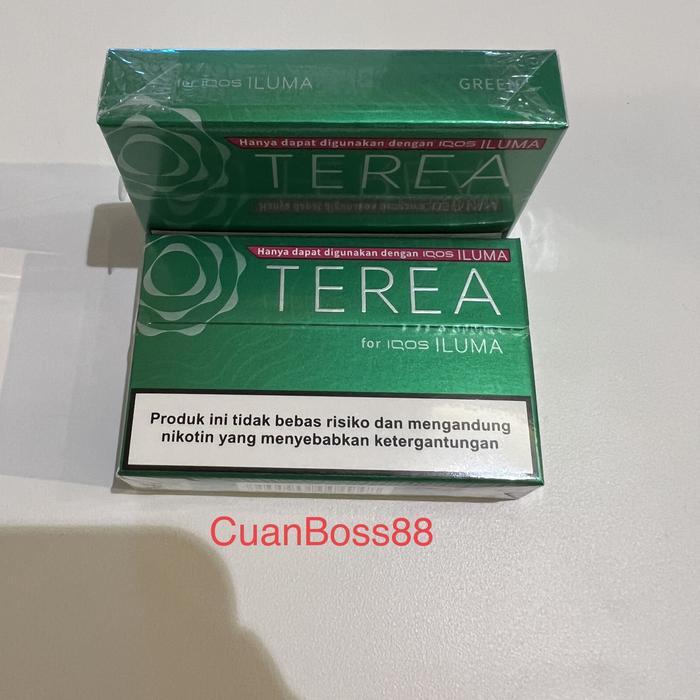 for IQOS ILUMA
GREEN
Hanya dapat digunakan dengan IQOS ILUMA
TEREA
Hanya dapat digunakan dengan IQOS ILUMA
TEREA
for IQOS ILUMA
Produk ini tidak bebas risiko dan mengandung
nikotin yang menyebabkan ketergantungan
CuanBoss88